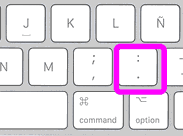 J K L Ñ
N M ; , : .
⌘ ⌥
command option